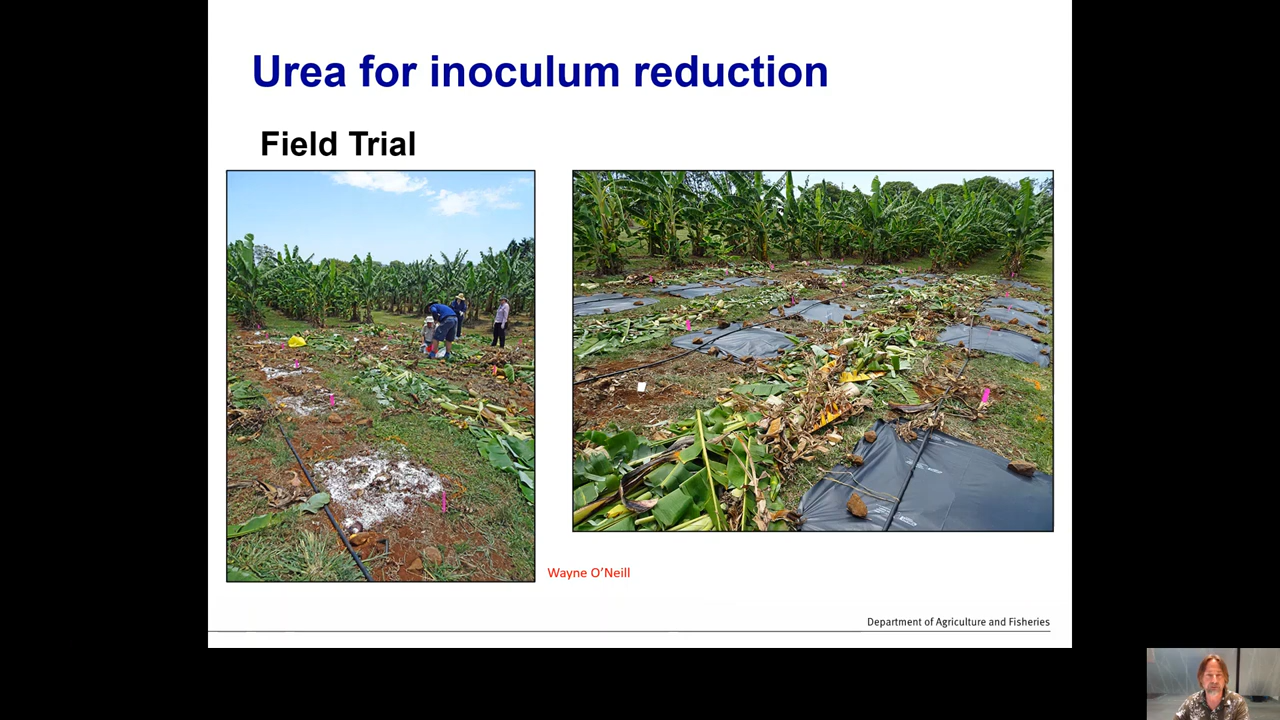 Urea for inoculum reduction
Field Trial
Wayne O'Neill
Department of Agriculture and Fisheries